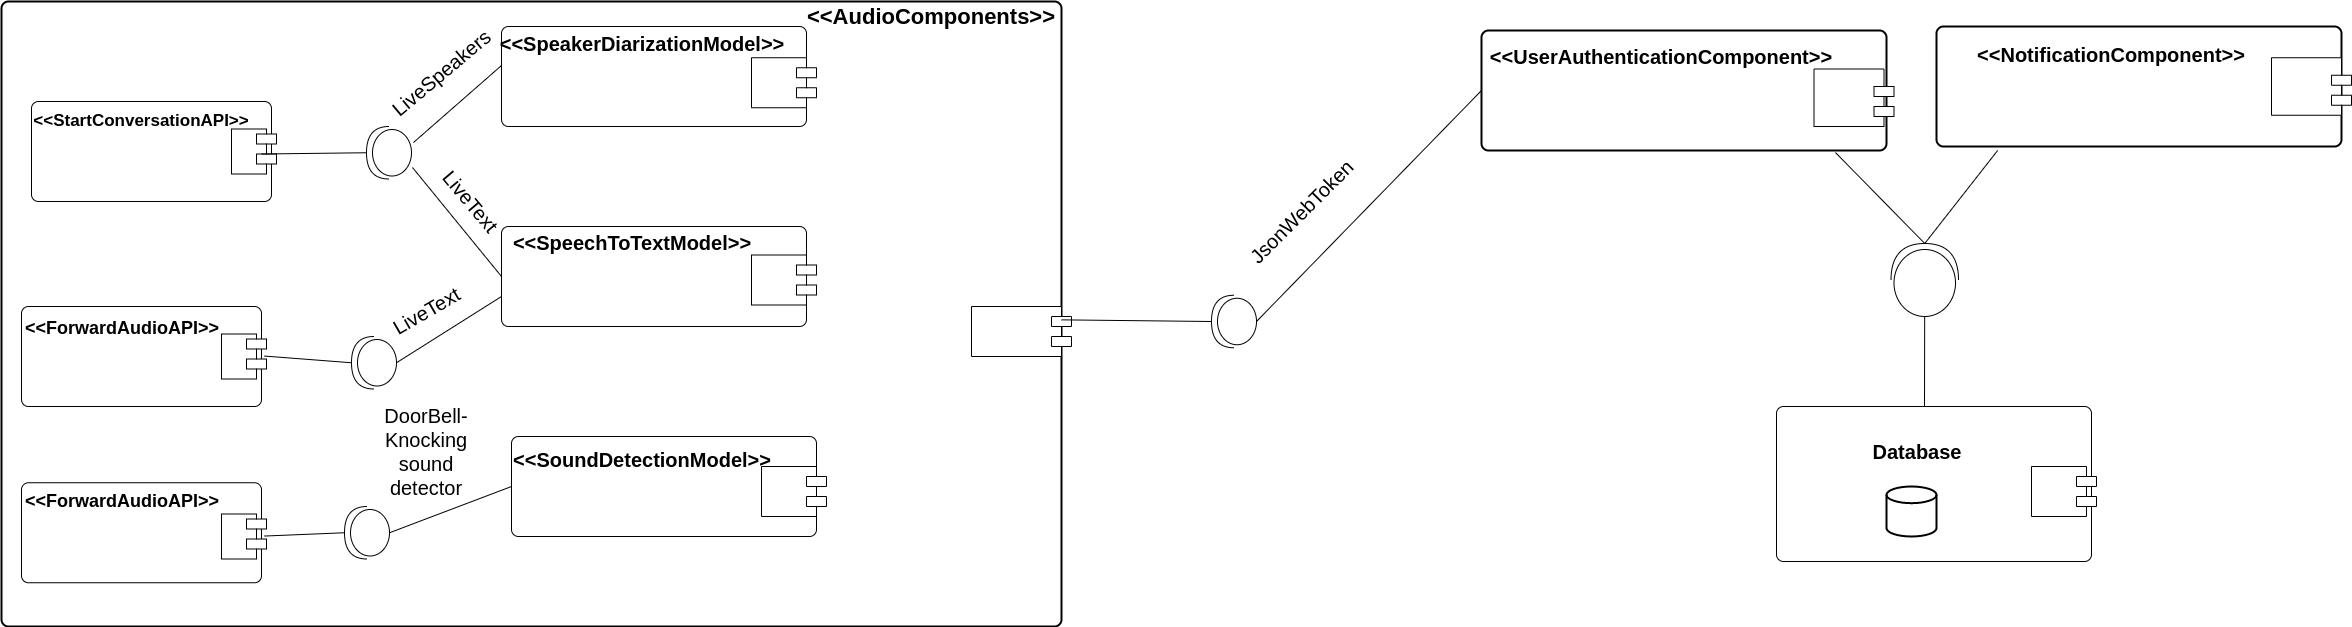 <<AudioComponents>>
<<SpeakerDiarizationModel>>
LiveSpeakers
<<StartConversationAPI>>
LiveText
<<SpeechToTextModel>>
LiveText
<<ForwardAudioAPI>>
DoorBell-
Knocking
sound
detector
<<SoundDetectionModel>>
<<ForwardAudioAPI>>
JsonWebToken
<<UserAuthenticationComponent>>
<<NotificationComponent>>
Database